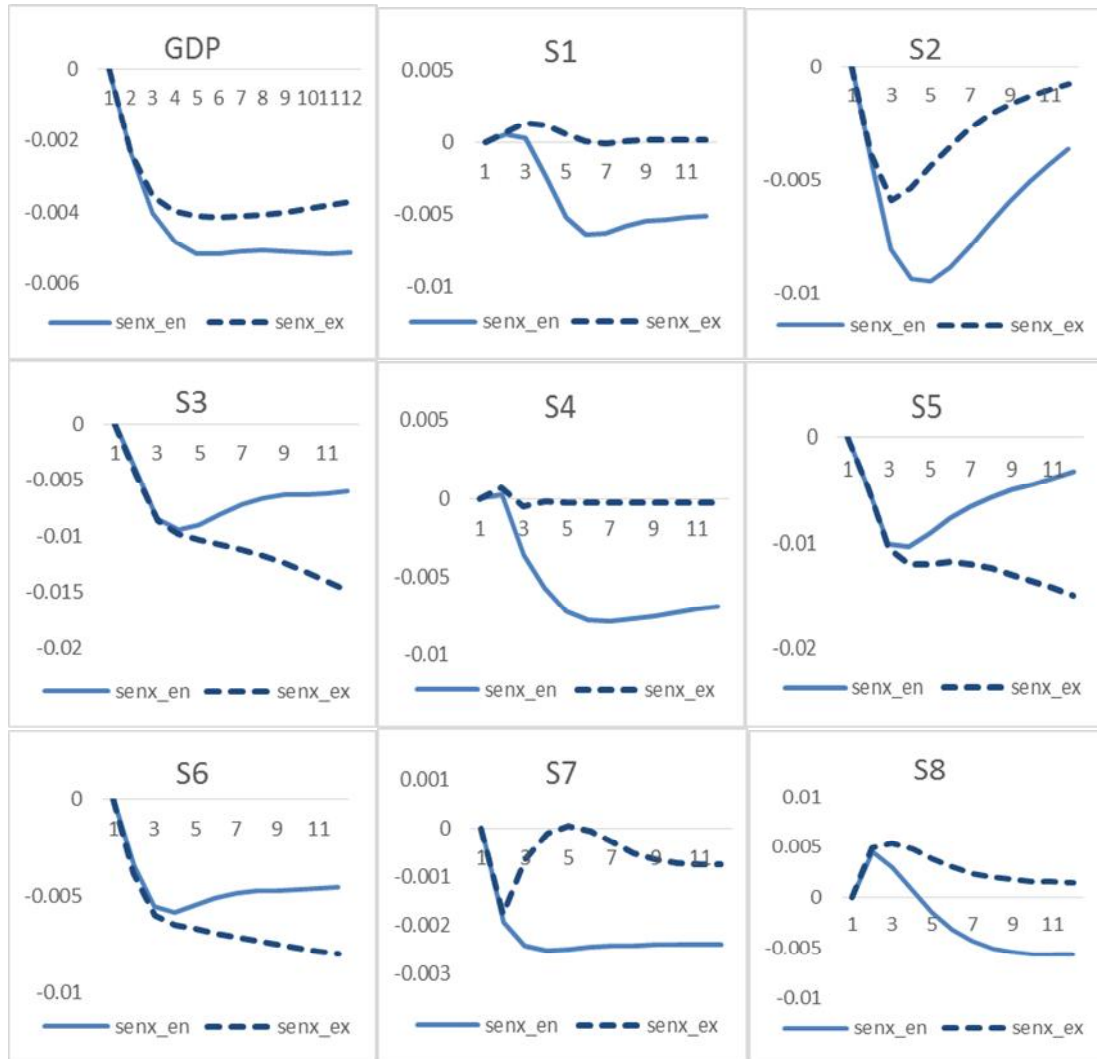 GDP
0
1 2 3 4 5 6 7 8 9 101112
-0.002
-0.004
-0.006
senx_en senx_ex
S1
0.005
0
1 3 5 7 9 11
-0.005
-0.01
senx_en senx_ex
S2
0
1 3 5 7 9 11
-0.005
-0.01
senx_en senx_ex
S3
0
1 3 5 7 9 11
-0.005
-0.01
-0.015
-0.02
senx_en senx_ex
S4
0.005
0
1 3 5 7 9 11
-0.005
-0.01
senx_en senx_ex
S5
0
1 3 5 7 9 11
-0.01
-0.02
senx_en senx_ex
S6
0
1 3 5 7 9 11
-0.005
-0.01
senx_en senx_ex
S7
0.001
0
1 3 5 7 9 11
-0.001
-0.002
-0.003
senx_en senx_ex
S8
0.01
0.005
0
1 3 5 7 9 11
-0.005
-0.01
senx_en senx_ex